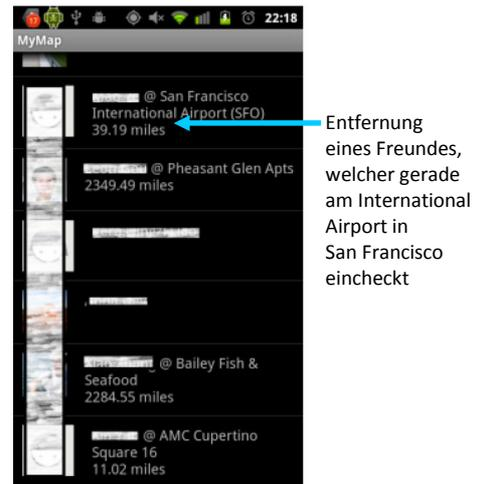 17
22:18
MyMap
@ San Francisco
International Airport (SFO)
39.19 miles
@ Pheasant Glen Apts
2349.49 miles
@ Bailey Fish &
Seafood
2284.55 miles
@ AMC Cupertino
Square 16
11.02 miles
Entfernung
eines Freundes,
welcher gerade
am International
Airport in
San Francisco
eincheckt